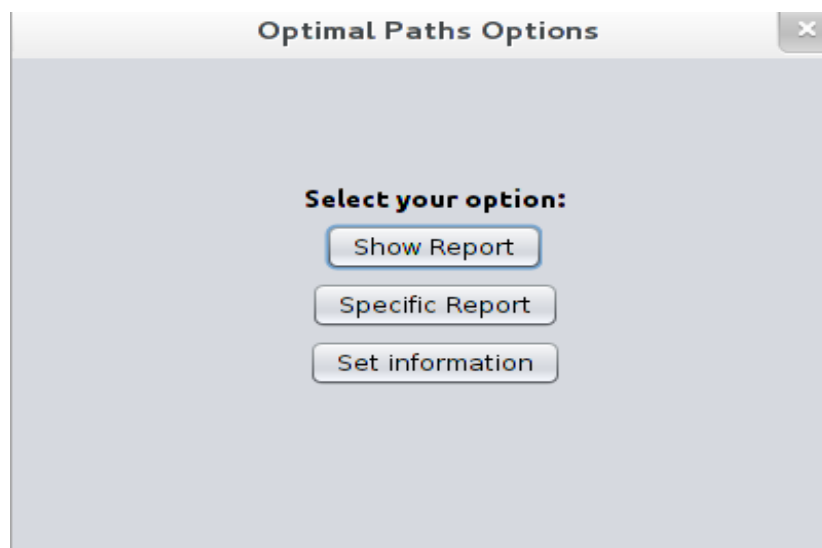 Optimal Paths Options
Select your option:
Show Report
Specific Report
Set information